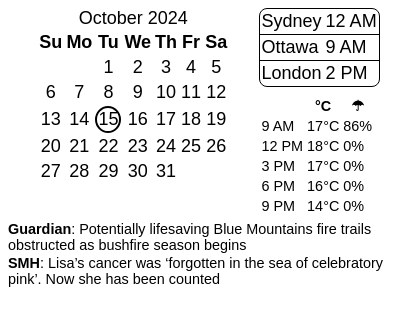 October 2024
Su Mo Tu We Th Fr Sa
1 2 3 4 5
6 7 8 9 10 11 12
13 14 15 16 17 18 19
20 21 22 23 24 25 26
27 28 29 30 31
Sydney 12 AM
Ottawa 9 AM
London 2 PM
°C ☂
9 AM 17°C 86%
12 PM 18°C 0%
3 PM 17°C 0%
6 PM 16°C 0%
9 PM 14°C 0%
Guardian: Potentially lifesaving Blue Mountains fire trails
obstructed as bushfire season begins
SMH: Lisa’s cancer was ‘forgotten in the sea of celebratory
pink’. Now she has been counted